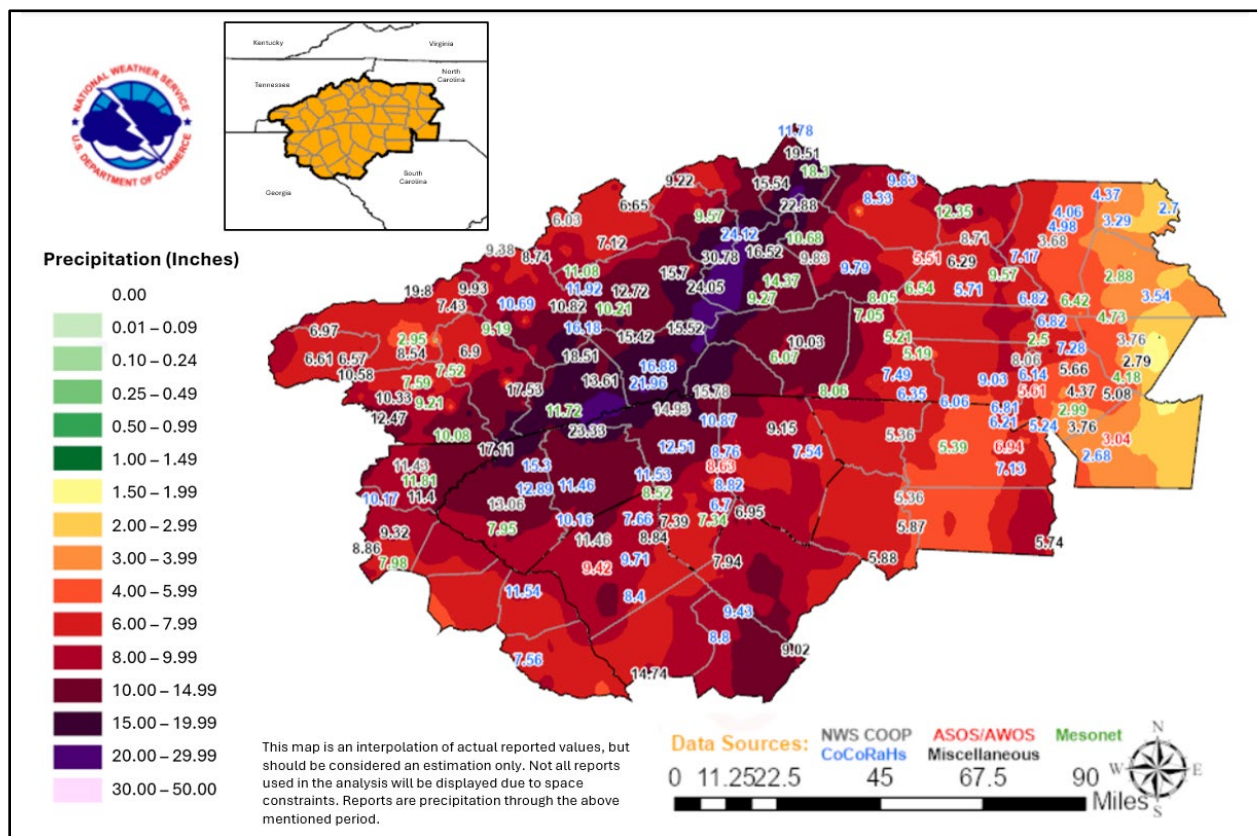 Kentucky
Virginia
Tennessee
North
Carolina
Georgia
South
Carolina
NATIONAL WEATHER SERVICE
U.S. DEPARTMENT OF COMMERCE
Precipitation (Inches)
0.00
0.01 – 0.09
0.10 – 0.24
0.25 – 0.49
0.50 – 0.99
1.00 – 1.49
1.50 – 1.99
2.00 – 2.99
3.00 – 3.99
4.00 – 5.99
6.00 – 7.99
8.00 – 9.99
10.00 – 14.99
15.00 – 19.99
20.00 – 29.99
30.00 – 50.00
11.78
19.51
18.3
9.22 15.54 9.83
8.33 4.37
6.65 22.88 2.7
6.03 9.57 12.35 4.06 3.29
24.12 10.68 8.71 4.98
7.12 3.68
9.38 8.74 30.78 16.52 9.83 5.51 6.29 7.17
11.08 15.7 9.79 9.57 2.88
19.8 9.93 11.92 12.72 24.05 14.37 6.54 5.71
7.43 10.69 10.82 10.21 9.27 8.05 6.82 6.42 3.54
6.97 9.19 16.18 15.42 15.52 7.05 6.82 4.73
2.95 10.03 5.21 2.5 3.76
6.61 6.57 8.54 6.9 18.51 6.07 5.19 7.28 2.79
10.58 7.52 16.88 8.06 5.66
7.59 13.61 21.96 7.49 9.03 6.14 4.18
10.33 9.21 17.53 15.78 8.06 6.35 5.61 4.37 5.08
12.47 11.72 14.93 6.06 6.81 2.99
10.08 23.33 10.87 9.15 6.21 5.24 3.76
17.11 12.51 8.76 7.54 5.36 5.39 6.94 3.04
11.43 15.3 8.63 7.13 2.68
11.81 12.89 11.46 11.53 8.82
10.17 11.4 13.06 8.52 6.7 5.36
9.32 7.95 10.16 7.66 7.39 7.34 6.95 5.87
8.86 11.46 8.84 5.74
7.98 9.42 9.71 7.94 5.88
11.54 8.4 9.43
8.8
7.56 9.02
14.74
This map is an interpolation of actual reported values, but
should be considered an estimation only. Not all reports
used in the analysis will be displayed due to space
constraints. Reports are precipitation through the above
mentioned period.
Data Sources: NWS COOP ASOS/AWOS Mesonet
CoCoRaHs Miscellaneous
0 11.25 22.5 45 67.5 90
Miles
N
W E
S